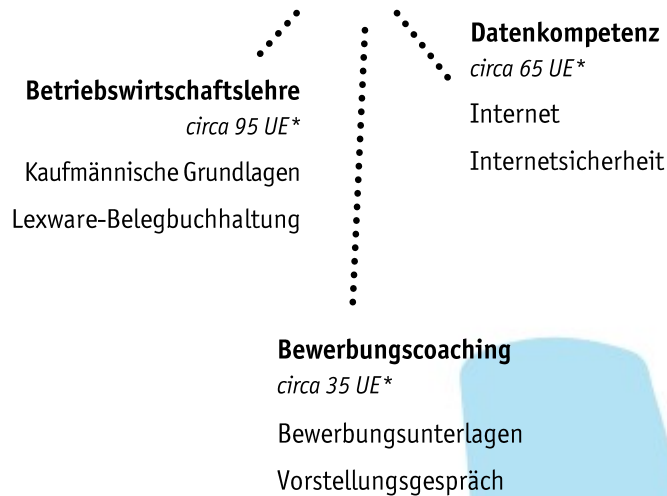 Datenkompetenz
circa 65 UE*
Internet
Internetsicherheit
Betriebswirtschaftslehre
circa 95 UE*
Kaufmännische Grundlagen
Lexware-Belegbuchhaltung
Bewerbungscoaching
circa 35 UE*
Bewerbungsunterlagen
Vorstellungsgespräch